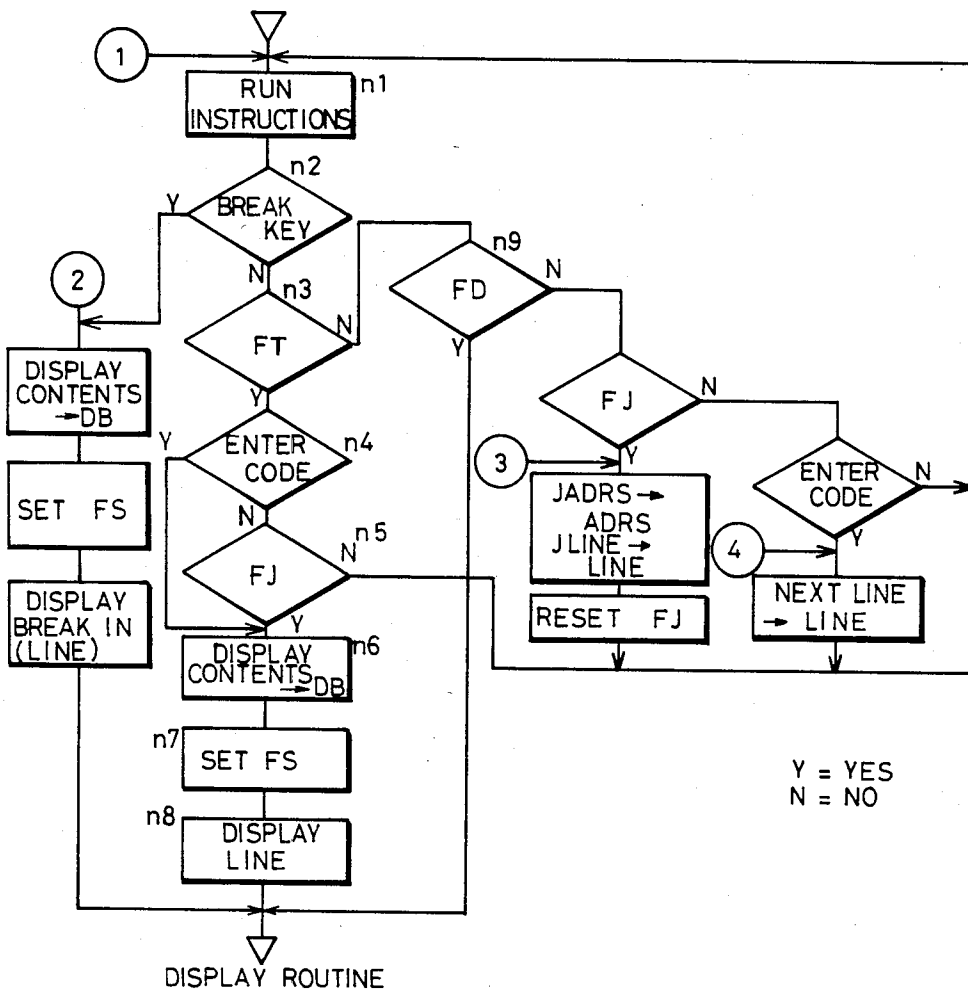 1
RUN
INSTRUCTIONS
n1
n2
Y
BREAK
KEY
N
2
n3
FT
N
Y
n9
FD
N
Y
DISPLAY
CONTENTS
→DB
SET FS
DISPLAY
BREAK IN
(LINE)
Y
ENTER
CODE
n4
N
FJ
n5
N
Y
n6
DISPLAY
CONTENTS
→DB
n7
SET FS
n8
DISPLAY
LINE
FJ
N
Y
3
JADRS→
ADRS
JLINE→
LINE
RESET FJ
ENTER
CODE
N
Y
4
NEXT LINE
→ LINE
Y = YES
N = NO
DISPLAY ROUTINE